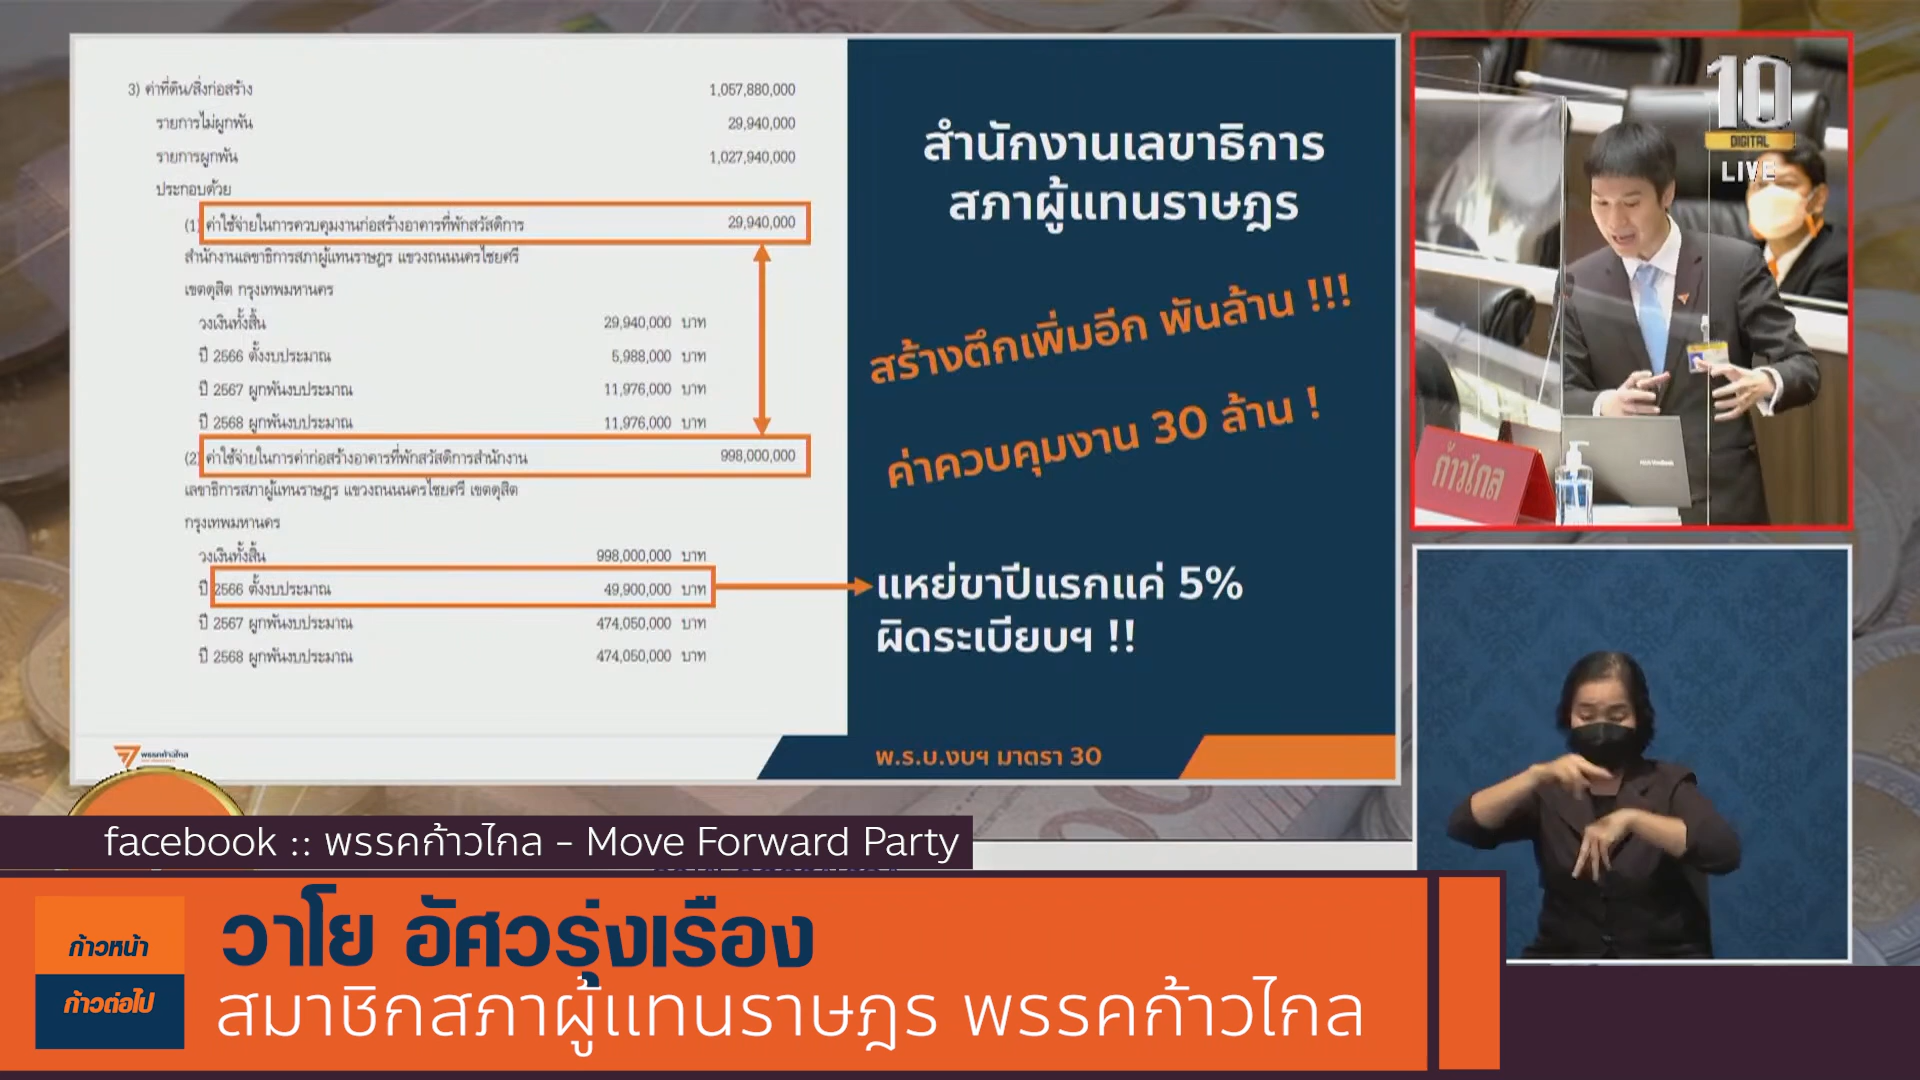 3) ค่าที่ดิน/สิ่งก่อสร้าง 1,057,880,000
รายการไม่ผูกพัน 29,940,000
รายการผูกพัน 1,027,940,000
ประกอบด้วย
(1) ค่าใช้จ่ายในการควบคุมงานก่อสร้างอาคารที่พักสวัสดิการ 29,940,000
สำนักงานเลขาธิการสภาผู้แทนราษฎร แขวงถนนนครไชยศรี
เขตดุสิต กรุงเทพมหานคร
วงเงินทั้งสิ้น 29,940,000 บาท
ปี 2566 ตั้งงบประมาณ 5,988,000 บาท
ปี 2567 ผูกพันงบประมาณ 11,976,000 บาท
ปี 2568 ผูกพันงบประมาณ 11,976,000 บาท
(2) ค่าใช้จ่ายในการค่าก่อสร้างอาคารที่พักสวัสดิการสำนักงาน 998,000,000
เลขาธิการสภาผู้แทนราษฎร แขวงถนนนครไชยศรี เขตดุสิต
กรุงเทพมหานคร
วงเงินทั้งสิ้น 998,000,000 บาท
ปี 2566 ตั้งงบประมาณ 49,900,000 บาท
ปี 2567 ผูกพันงบประมาณ 474,050,000 บาท
ปี 2568 ผูกพันงบประมาณ 474,050,000 บาท
พรรคก้าวไกล
สำนักงานเลขาธิการ
สภาผู้แทนราษฎร
สร้างตึกเพิ่มอีก พันล้าน !!!
ค่าควบคุมงาน 30 ล้าน !
แหย่ขาปีแรกแค่ 5%
ผิดระเบียบฯ !!
พ.ร.บ.งบฯ มาตรา 30
10
DIGITAL
LIVE
ก้าวไกล
facebook :: พรรคก้าวไกล - Move Forward Party
ก้าวหน้า
ก้าวต่อไป
วาโย อัศวรุ่งเรือง
สมาชิกสภาผู้แทนราษฎร พรรคก้าวไกล